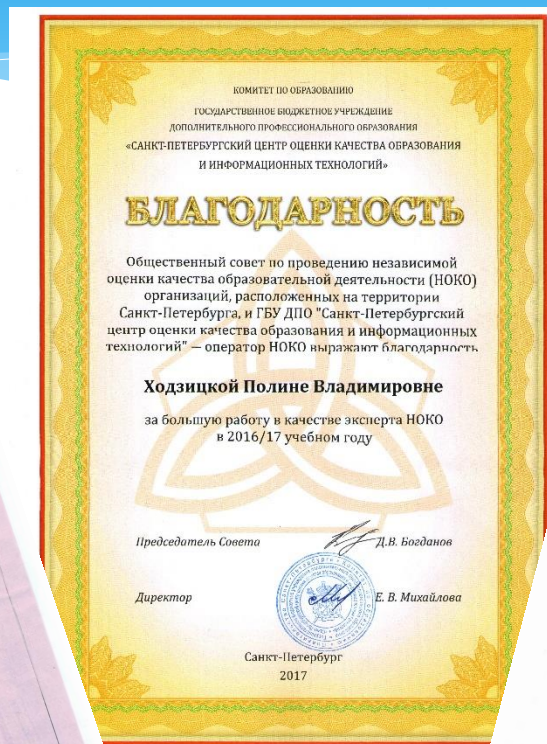 КОМИТЕТ ПО ОБРАЗОВАНИЮ
ГОСУДАРСТВЕННОЕ БЮДЖЕТНОЕ УЧРЕЖДЕНИЕ
ДОПОЛНИТЕЛЬНОГО ПРОФЕССИОНАЛЬНОГО ОБРАЗОВАНИЯ
«САНКТ-ПЕТЕРБУРГСКИЙ ЦЕНТР ОЦЕНКИ КАЧЕСТВА ОБРАЗОВАНИЯ
И ИНФОРМАЦИОННЫХ ТЕХНОЛОГИЙ»
БЛАГОДАРНОСТЬ
Общественный совет по проведению независимой
оценки качества образовательной деятельности (НОКО)
организаций, расположенных на территории
Санкт-Петербурга, и ГБУ ДПО "Санкт-Петербургский
центр оценки качества образования и информационных
технологий" — оператор НОКО выражают благодарность
Ходзицкой Полине Владимировне
за большую работу в качестве эксперта НОКО
в 2016/17 учебном году
Председатель Совета Д.В. Богданов
Директор Е. В. Михайлова
Санкт-Петербург
2017